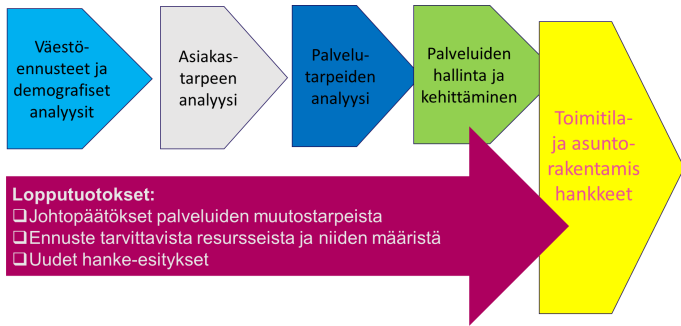 Väestö-
ennusteet ja
demografiset
analyysit
Asiakas-
tarpeen
analyysi
Palvelu-
tarpeiden
analyysi
Palveluiden
hallinta ja
kehittäminen
Toimitila-
ja asunto-
rakentamis
hankkeet
Lopputuotokset:
❑Johtopäätökset palveluiden muutostarpeista
❑Ennuste tarvittavista resursseista ja niiden määristä
❑Uudet hanke-esitykset